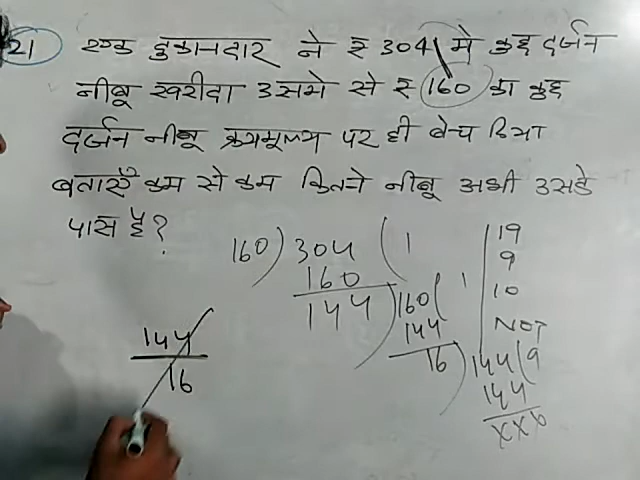 21 एक दुकानदार ने ₹ 304 मे कुछ दर्जन
नीबू खरीदा उसमे से ₹ 160 का कुछ
दर्जन नीबू क्रयमूल्य पर ही बेच दिया
बताएँ कम से कम कितने नीबू अभी उसके
पास है?
160) 304 ( 1
160
144) 160 ( 1
144
16) 144 ( 9
144
xxx
19
9
10
NOT
144
16